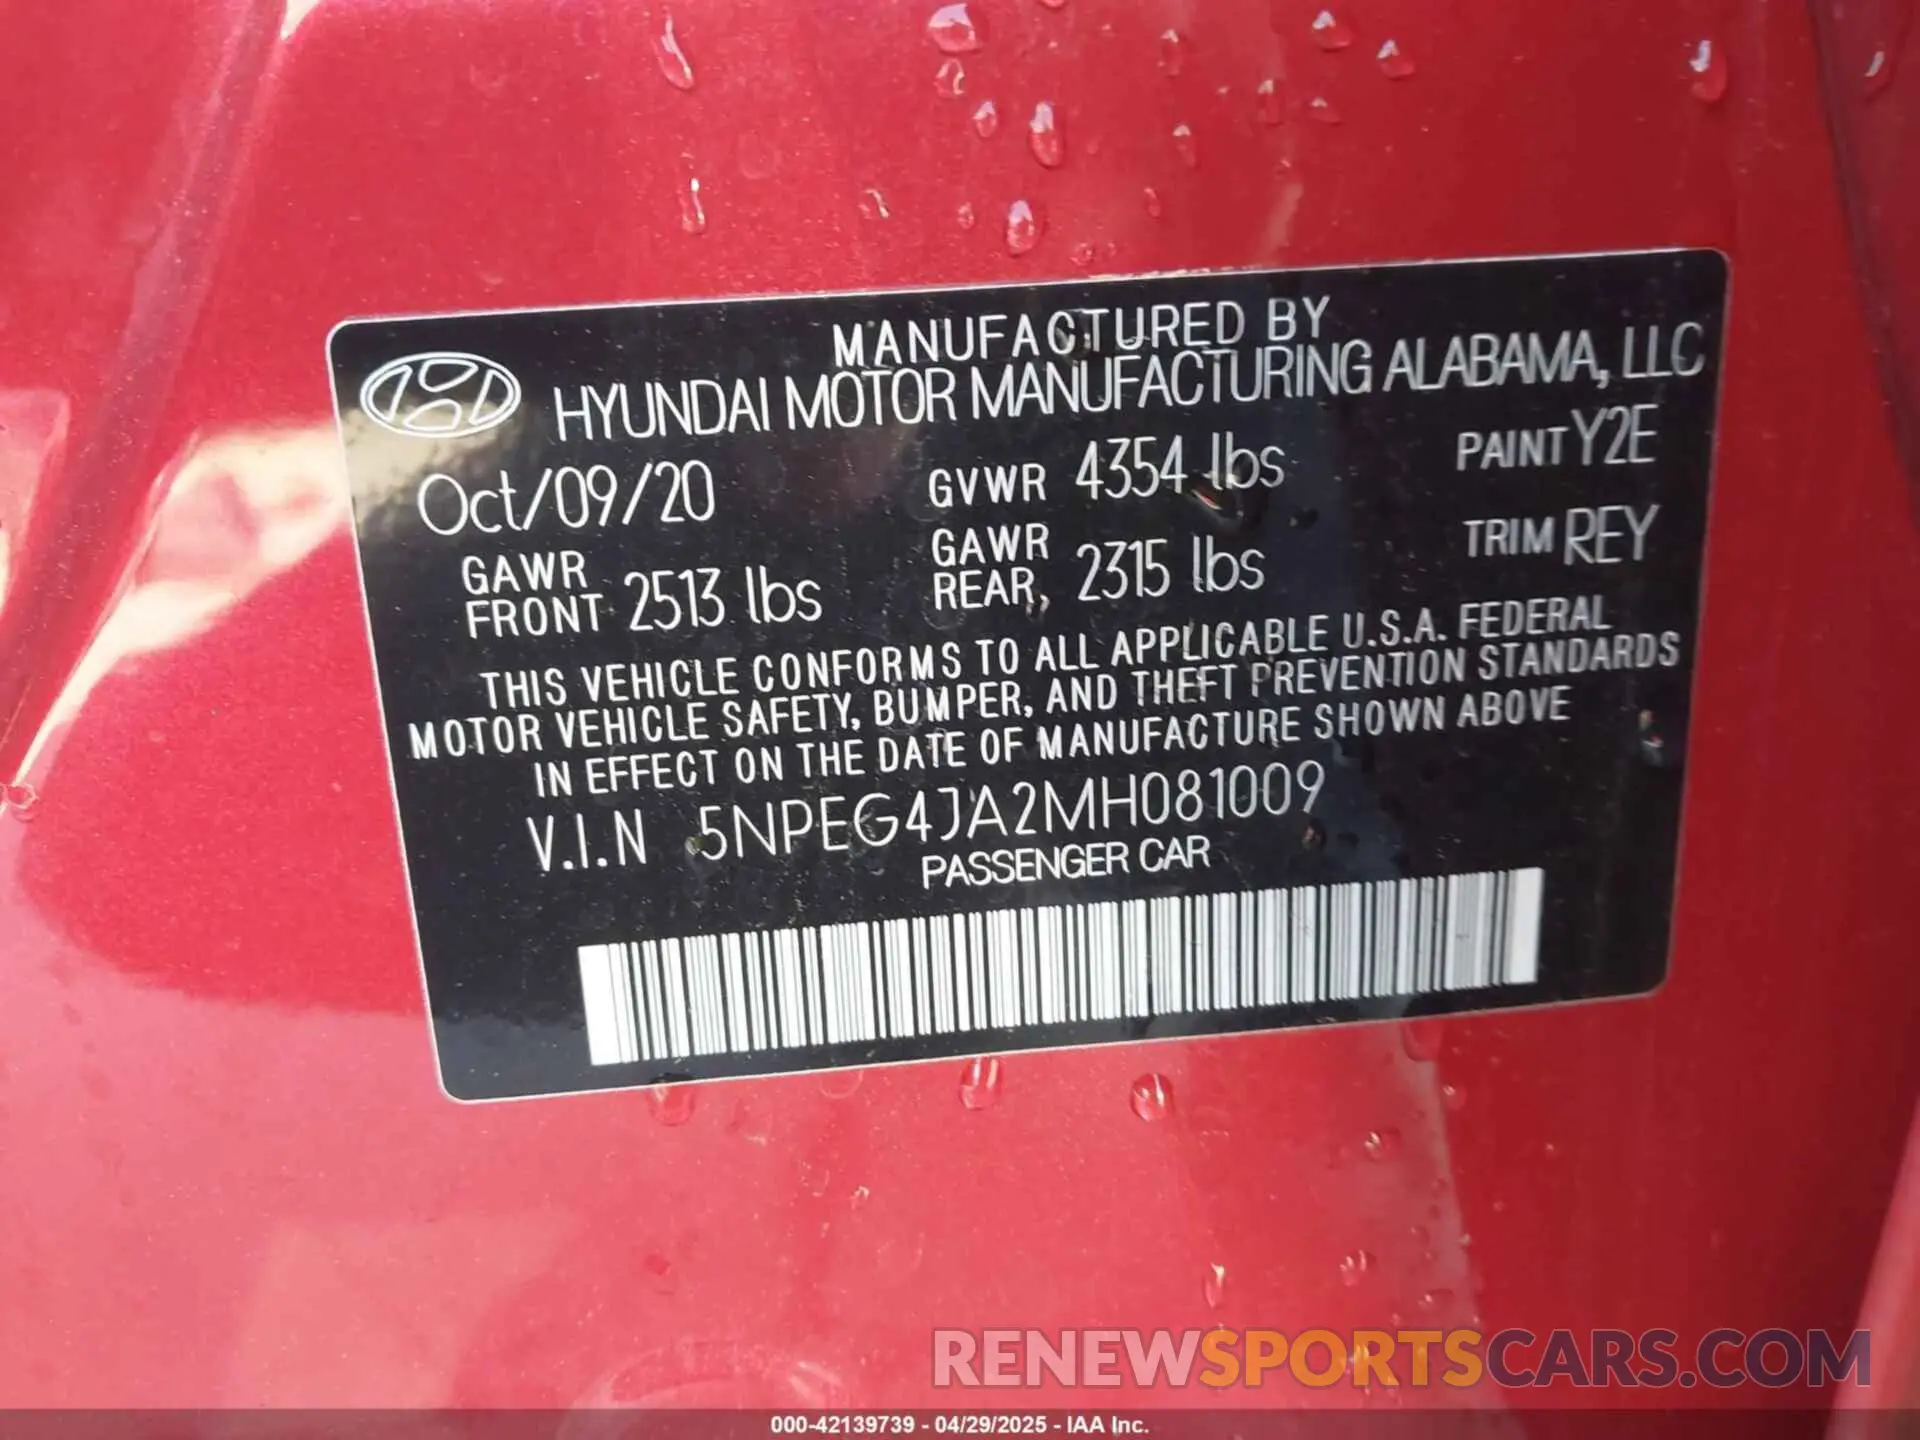 MANUFACTURED BY
HYUNDAI MOTOR MANUFACTURING ALABAMA, LLC
Oct/09/20 GVWR 4354 lbs PAINT Y2E
GAWR FRONT 2513 lbs GAWR REAR, 2315 lbs TRIM REY
THIS VEHICLE CONFORMS TO ALL APPLICABLE U.S.A. FEDERAL
MOTOR VEHICLE SAFETY, BUMPER, AND THEFT PREVENTION STANDARDS
IN EFFECT ON THE DATE OF MANUFACTURE SHOWN ABOVE
V.I.N 5NPEG4JA2MH081009
PASSENGER CAR
RENEWSPORTSCARS.COM
000-42139739 - 04/29/2025 - IAA Inc.